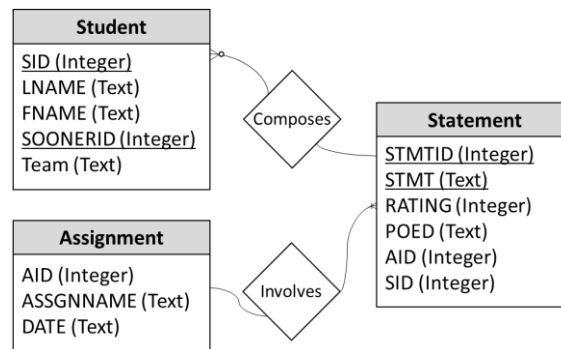 Student
SID (Integer)
LNAME (Text)
FNAME (Text)
SOONERID (Integer)
Team (Text)
Composes
Statement
STMTID (Integer)
STMT (Text)
RATING (Integer)
POED (Text)
AID (Integer)
SID (Integer)
Assignment
AID (Integer)
ASSGNNAME (Text)
DATE (Text)
Involves